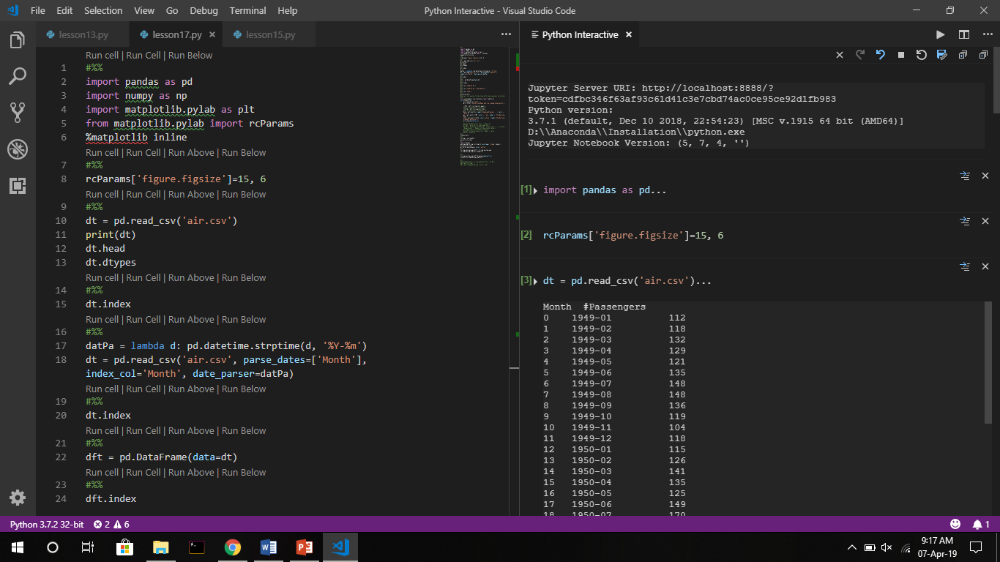 File Edit Selection View Go Debug Terminal Help
Python Interactive - Visual Studio Code
lesson13.py
lesson17.py
lesson15.py
Run cell | Run Cell | Run Below
1 #%%
2 import pandas as pd
3 import numpy as np
4 import matplotlib.pylab as plt
5 from matplotlib.pylab import rcParams
6 %matplotlib inline
Run cell | Run Cell | Run Above | Run Below
7 #%%
8 rcParams['figure.figsize']=15, 6
Run cell | Run Cell | Run Above | Run Below
9 #%%
10 dt = pd.read_csv('air.csv')
11 print(dt)
12 dt.head
13 dt.dtypes
Run cell | Run Cell | Run Above | Run Below
14 #%%
15 dt.index
Run cell | Run Cell | Run Above | Run Below
16 #%%
17 datPa = lambda d: pd.datetime.strptime(d, '%Y-%m')
18 dt = pd.read_csv('air.csv', parse_dates=['Month'],
index_col='Month', date_parser=datPa)
Run cell | Run Cell | Run Above | Run Below
19 #%%
20 dt.index
Run cell | Run Cell | Run Above | Run Below
21 #%%
22 dft = pd.DataFrame(data=dt)
Run cell | Run Cell | Run Above | Run Below
23 #%%
24 dft.index
Python Interactive
Jupyter Server URI: http://localhost:8888/?
token=cdfbc346f63af93c61d41c3e7cbd74ac0ce95ce92d1fb983
Python version:
3.7.1 (default, Dec 10 2018, 22:54:23) [MSC v.1915 64 bit (AMD64)]
D:\\Anaconda\\Installation\\python.exe
Jupyter Notebook Version: (5, 7, 4, '')
[1] import pandas as pd...
[2] rcParams['figure.figsize']=15, 6
[3] dt = pd.read_csv('air.csv')...
Month #Passengers
0 1949-01 112
1 1949-02 118
2 1949-03 132
3 1949-04 129
4 1949-05 121
5 1949-06 135
6 1949-07 148
7 1949-08 148
8 1949-09 136
9 1949-10 119
10 1949-11 104
11 1949-12 118
12 1950-01 115
13 1950-02 126
14 1950-03 141
15 1950-04 135
16 1950-05 125
17 1950-06 149
18 1950-07 170
Python 3.7.2 32-bit 2 6
1
9:17 AM
07-Apr-19